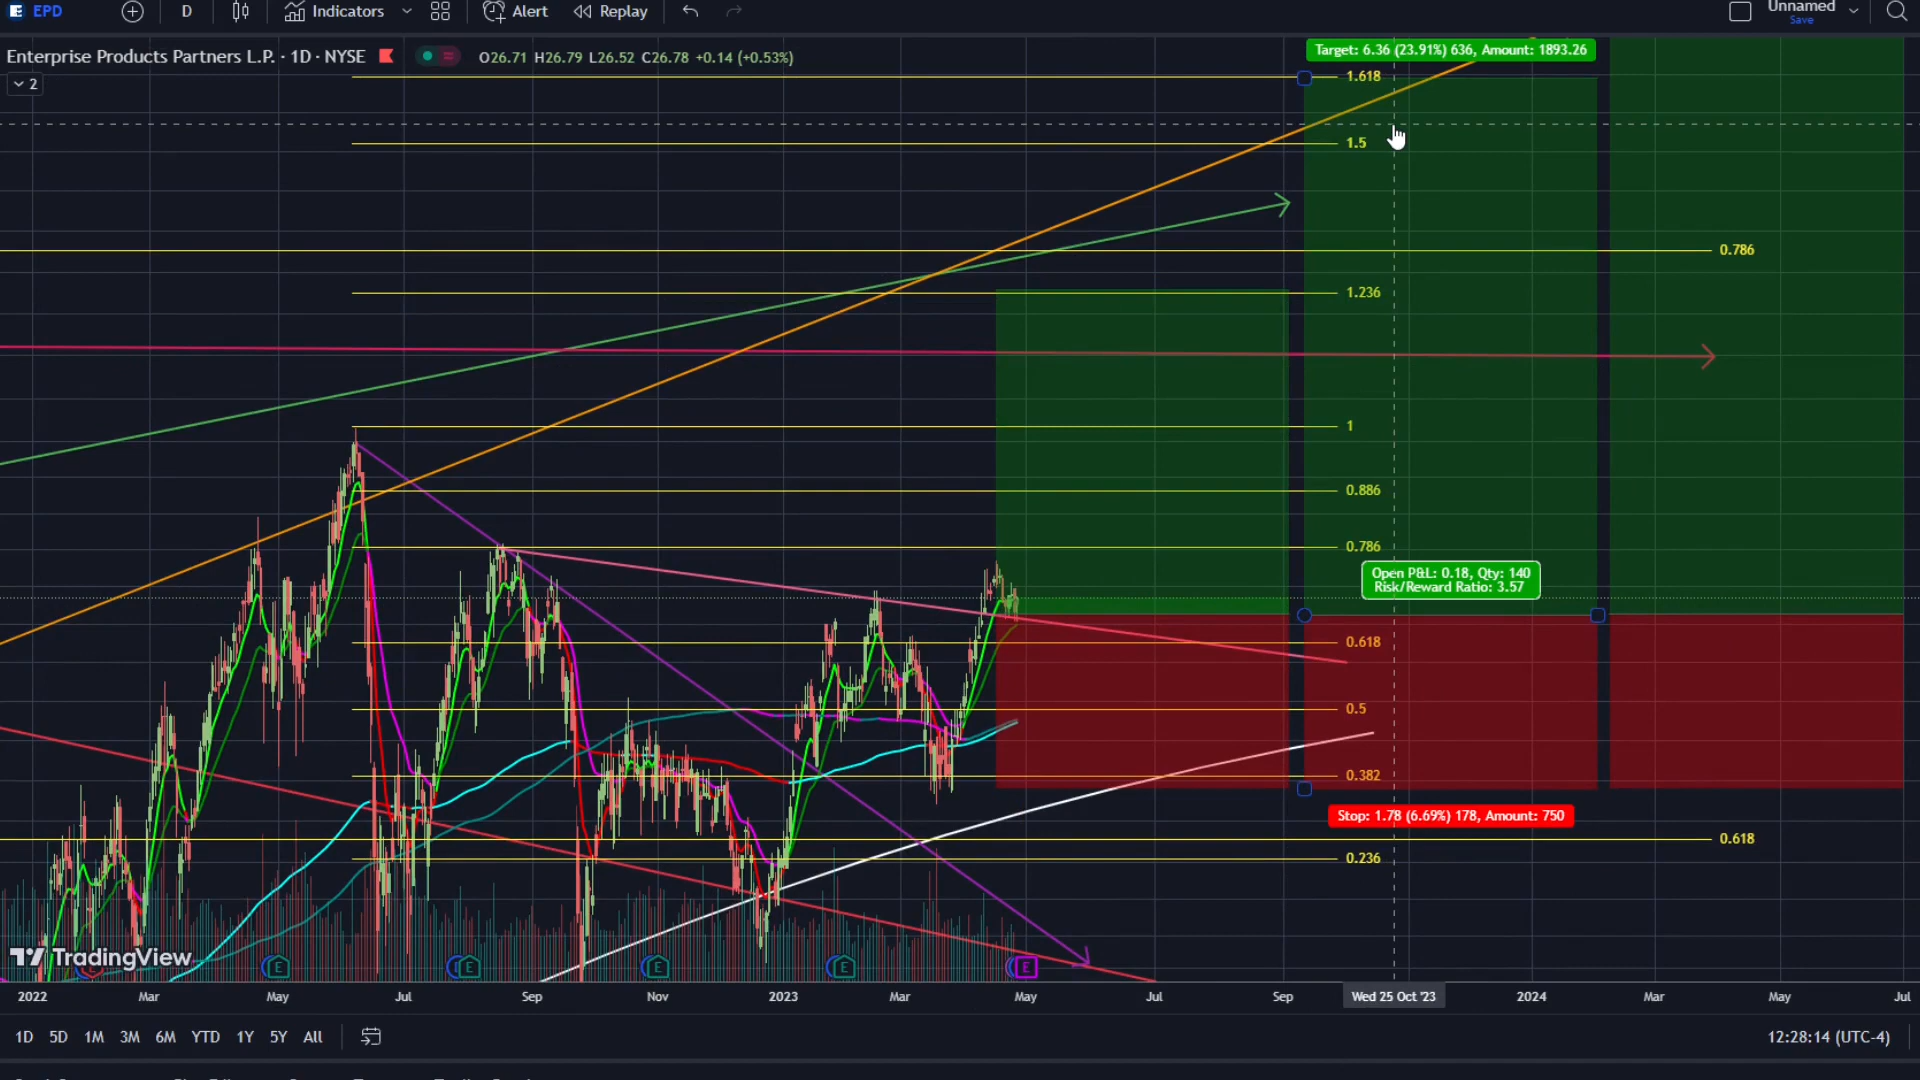 EPD
D
Indicators
Alert
Replay
Unnamed
Save
Enterprise Products Partners L.P. · 1D · NYSE
O26.71 H26.79 L26.52 C26.78 +0.14 (+0.53%)
2
Target: 6.36 (23.91%) 636, Amount: 1893.26
1.618
1.5
0.786
1.236
1
0.886
0.786
Open P&L: 0.18, Qty: 140
Risk/Reward Ratio: 3.57
0.618
0.5
0.382
Stop: 1.78 (6.69%) 178, Amount: 750
0.618
0.236
TradingView
E
E
E
E
E
2022 Mar May Jul Sep Nov 2023 Mar May Jul Sep Wed 25 Oct '23 2024 Mar May Jul
1D 5D 1M 3M 6M YTD 1Y 5Y All
12:28:14 (UTC-4)